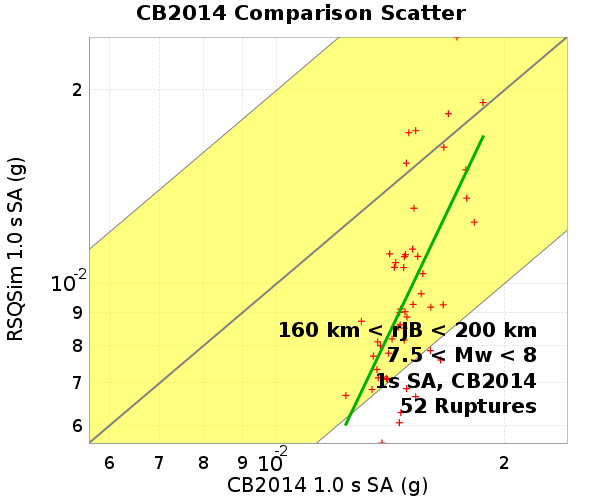 CB2014 Comparison Scatter
RSQSim 1.0 s SA (g)
2
10-2
9
8
7
6
160 km < rJB < 200 km
7.5 < Mw < 8
1s SA, CB2014
52 Ruptures
6 7 8 9 10-2 2
CB2014 1.0 s SA (g)